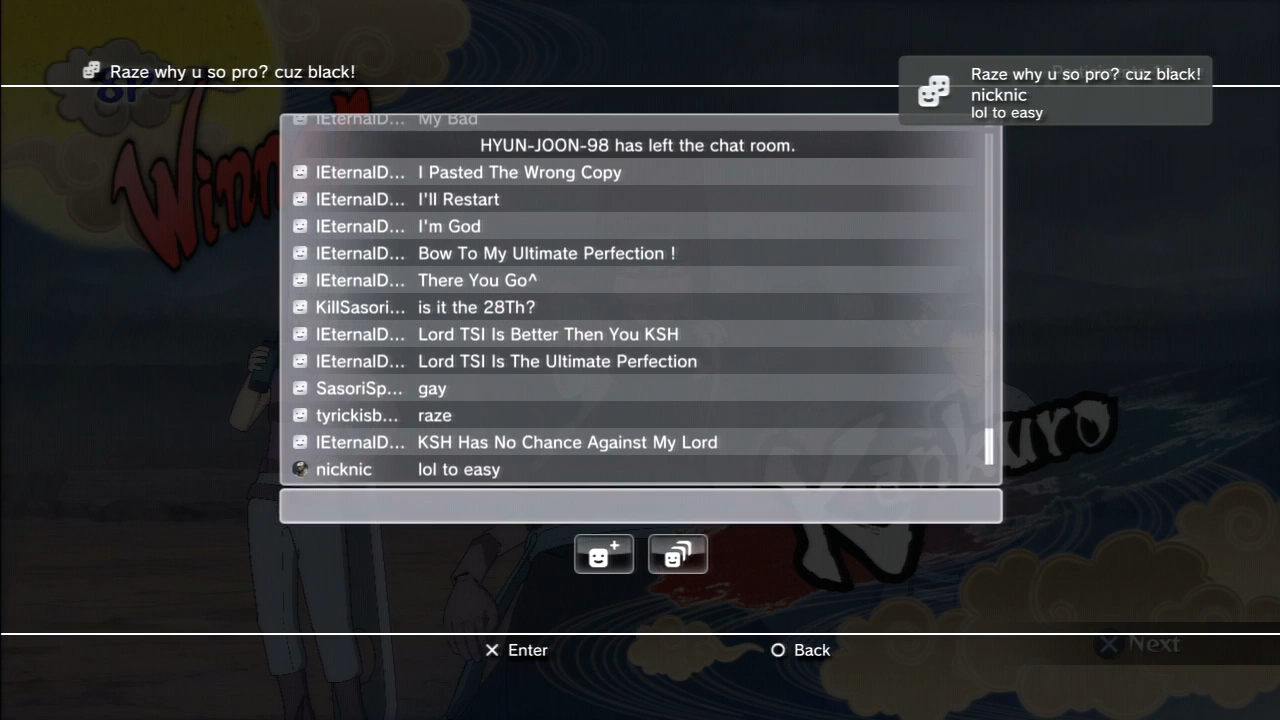 Raze why u so pro? cuz black!
Raze why u so pro? cuz black!
nicknic
lol to easy
8P
Winn
IEternalD... My Bad
HYUN-JOON-98 has left the chat room.
IEternalD... I Pasted The Wrong Copy
IEternalD... I'll Restart
IEternalD... I'm God
IEternalD... Bow To My Ultimate Perfection !
IEternalD... There You Go^
KillSasori... is it the 28Th?
IEternalD... Lord TSI Is Better Then You KSH
IEternalD... Lord TSI Is The Ultimate Perfection
SasoriSp... gay
tyrickisb... raze
IEternalD... KSH Has No Chance Against My Lord
nicknic lol to easy
Kankuro
Next
Enter
Back